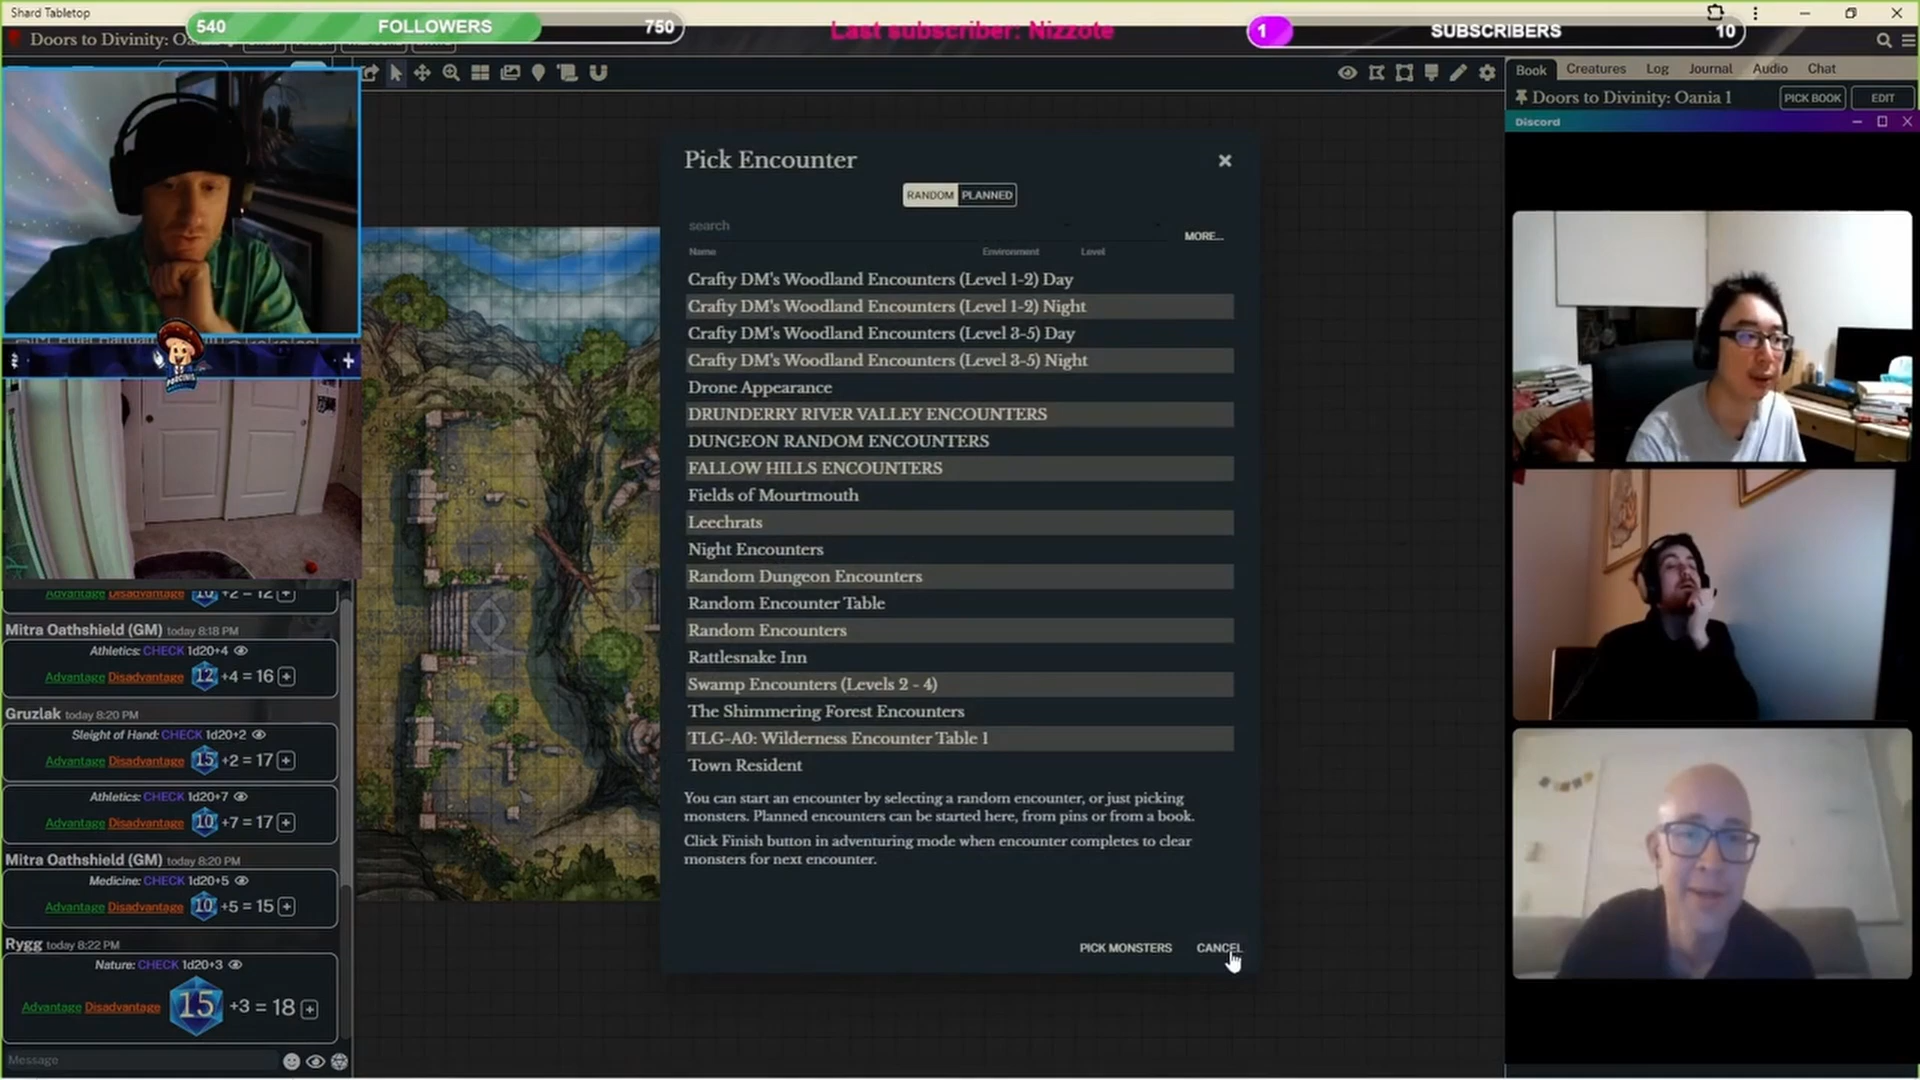 Shard Tabletop
540 FOLLOWERS 750
Last subscriber: Nizzote
1 SUBSCRIBERS 10
Doors to Divinity:
Book Creatures Log Journal Audio Chat
Doors to Divinity: Oania 1 PICK BOOK EDIT
Discord
Pick Encounter
RANDOM PLANNED
search
MORE...
Name Environment Level
Crafty DM's Woodland Encounters (Level 1-2) Day
Crafty DM's Woodland Encounters (Level 1-2) Night
Crafty DM's Woodland Encounters (Level 3-5) Day
Crafty DM's Woodland Encounters (Level 3-5) Night
Drone Appearance
DRUNDERRY RIVER VALLEY ENCOUNTERS
DUNGEON RANDOM ENCOUNTERS
FALLOW HILLS ENCOUNTERS
Fields of Mourtmouth
Leechrats
Night Encounters
Random Dungeon Encounters
Random Encounter Table
Random Encounters
Rattlesnake Inn
Swamp Encounters (Levels 2 - 4)
The Shimmering Forest Encounters
TLG-A0: Wilderness Encounter Table 1
Town Resident
You can start an encounter by selecting a random encounter, or just picking
monsters. Planned encounters can be started here, from pins or from a book.
Click Finish button in adventuring mode when encounter completes to clear
monsters for next encounter.
PICK MONSTERS CANCEL
PORCINIS
Advantage Disadvantage 10 +2 = 12
Mitra Oathshield (GM) today 8:18 PM
Athletics: CHECK 1d20+4
Advantage Disadvantage 12 +4 = 16
Gruzlak today 8:20 PM
Sleight of Hand: CHECK 1d20+2
Advantage Disadvantage 15 +2 = 17
Athletics: CHECK 1d20+7
Advantage Disadvantage 10 +7 = 17
Mitra Oathshield (GM) today 8:20 PM
Medicine: CHECK 1d20+5
Advantage Disadvantage 10 +5 = 15
Rygg today 8:22 PM
Nature: CHECK 1d20+3
Advantage Disadvantage 15 +3 = 18
Message